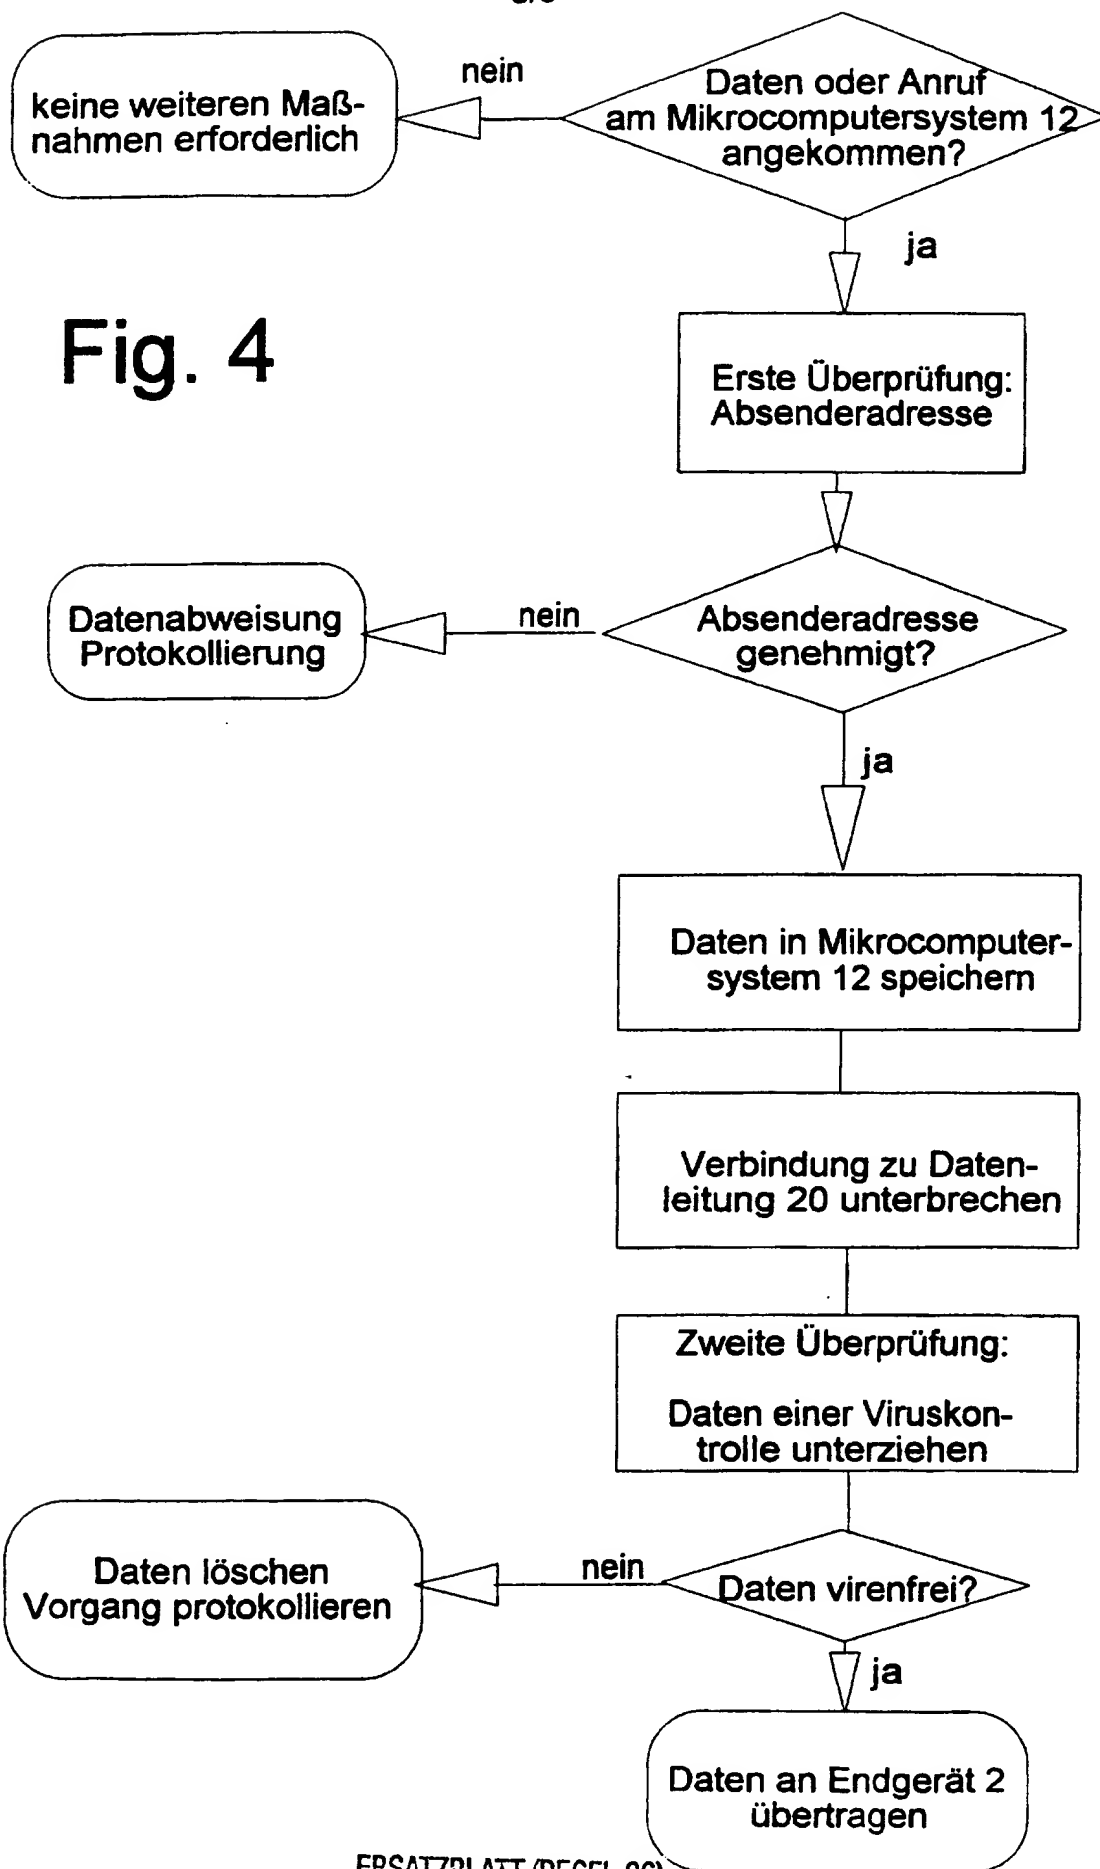 nein
keine weiteren Maß-
nahmen erforderlich
Daten oder Anruf
am Mikrocomputersystem 12
angekommen?
ja
Fig. 4
Erste Überprüfung:
Absenderadresse
Datenabweisung
Protokollierung
nein
Absenderadresse
genehmigt?
ja
Daten in Mikrocomputer-
system 12 speichern
Verbindung zu Daten-
leitung 20 unterbrechen
Zweite Überprüfung:
Daten einer Viruskon-
trolle unterziehen
Daten löschen
Vorgang protokollieren
nein
Daten virenfrei?
ja
Daten an Endgerät 2
übertragen
ERSATZBLATT (REGEL 26)